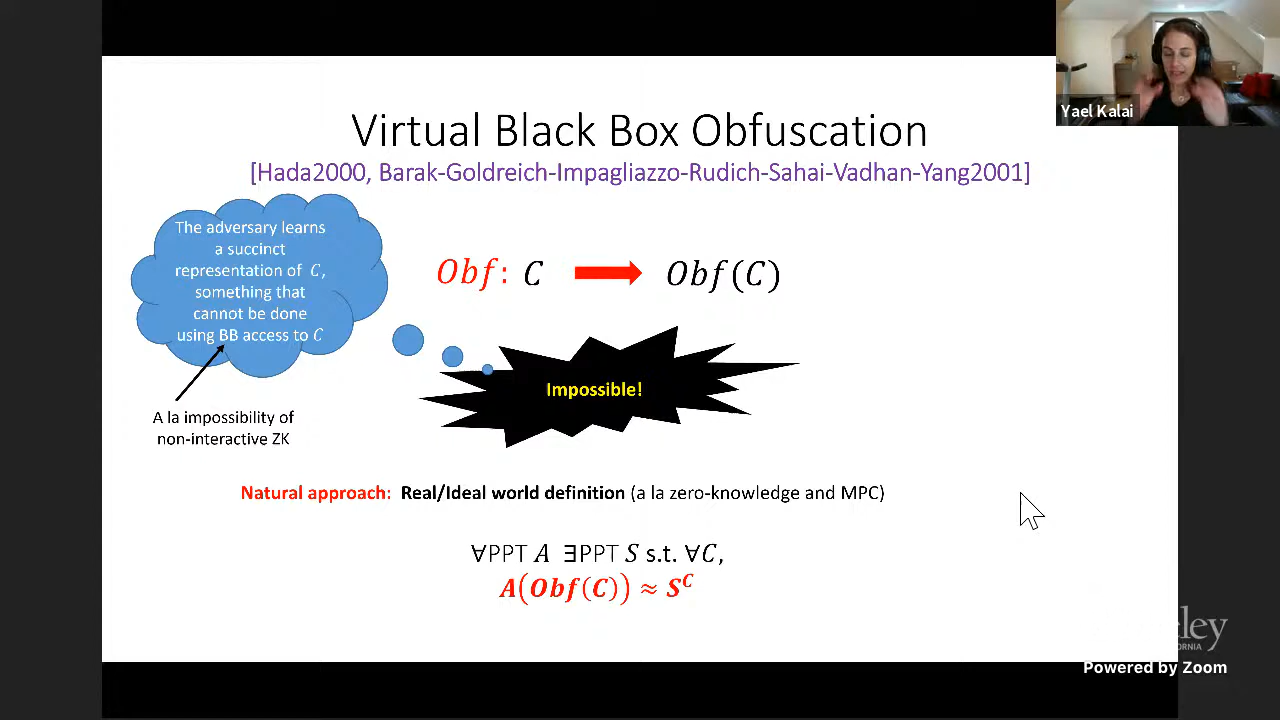 Yael Kalai
Virtual Black Box Obfuscation
[Hada2000, Barak-Goldreich-Impagliazzo-Rudich-Sahai-Vadhan-Yang2001]
The adversary learns
a succinct
representation of C,
something that
cannot be done
using BB access to C
Obf: C Obf(C)
Impossible!
A la impossibility of
non-interactive ZK
Natural approach: Real/Ideal world definition (a la zero-knowledge and MPC)
∀PPT A ∃PPT S s.t. ∀C,
A(Obf(C)) ≈ S^C
Powered by Zoom